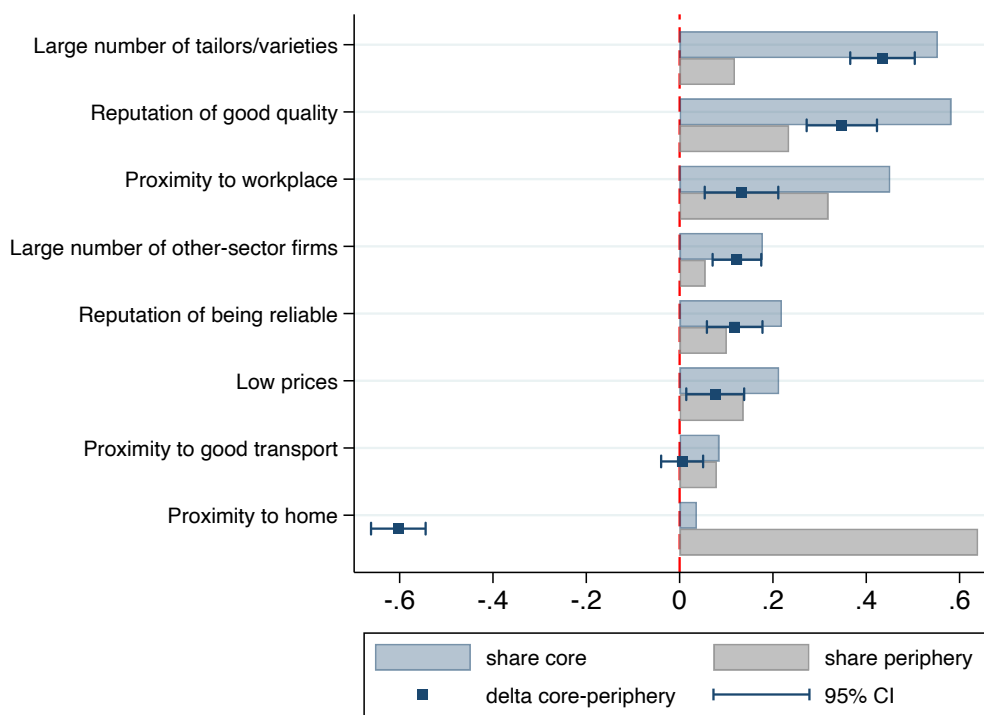 Large number of tailors/varieties
Reputation of good quality
Proximity to workplace
Large number of other-sector firms
Reputation of being reliable
Low prices
Proximity to good transport
Proximity to home
-.6 -.4 -.2 0 .2 .4 .6
share core share periphery
delta core-periphery 95% CI